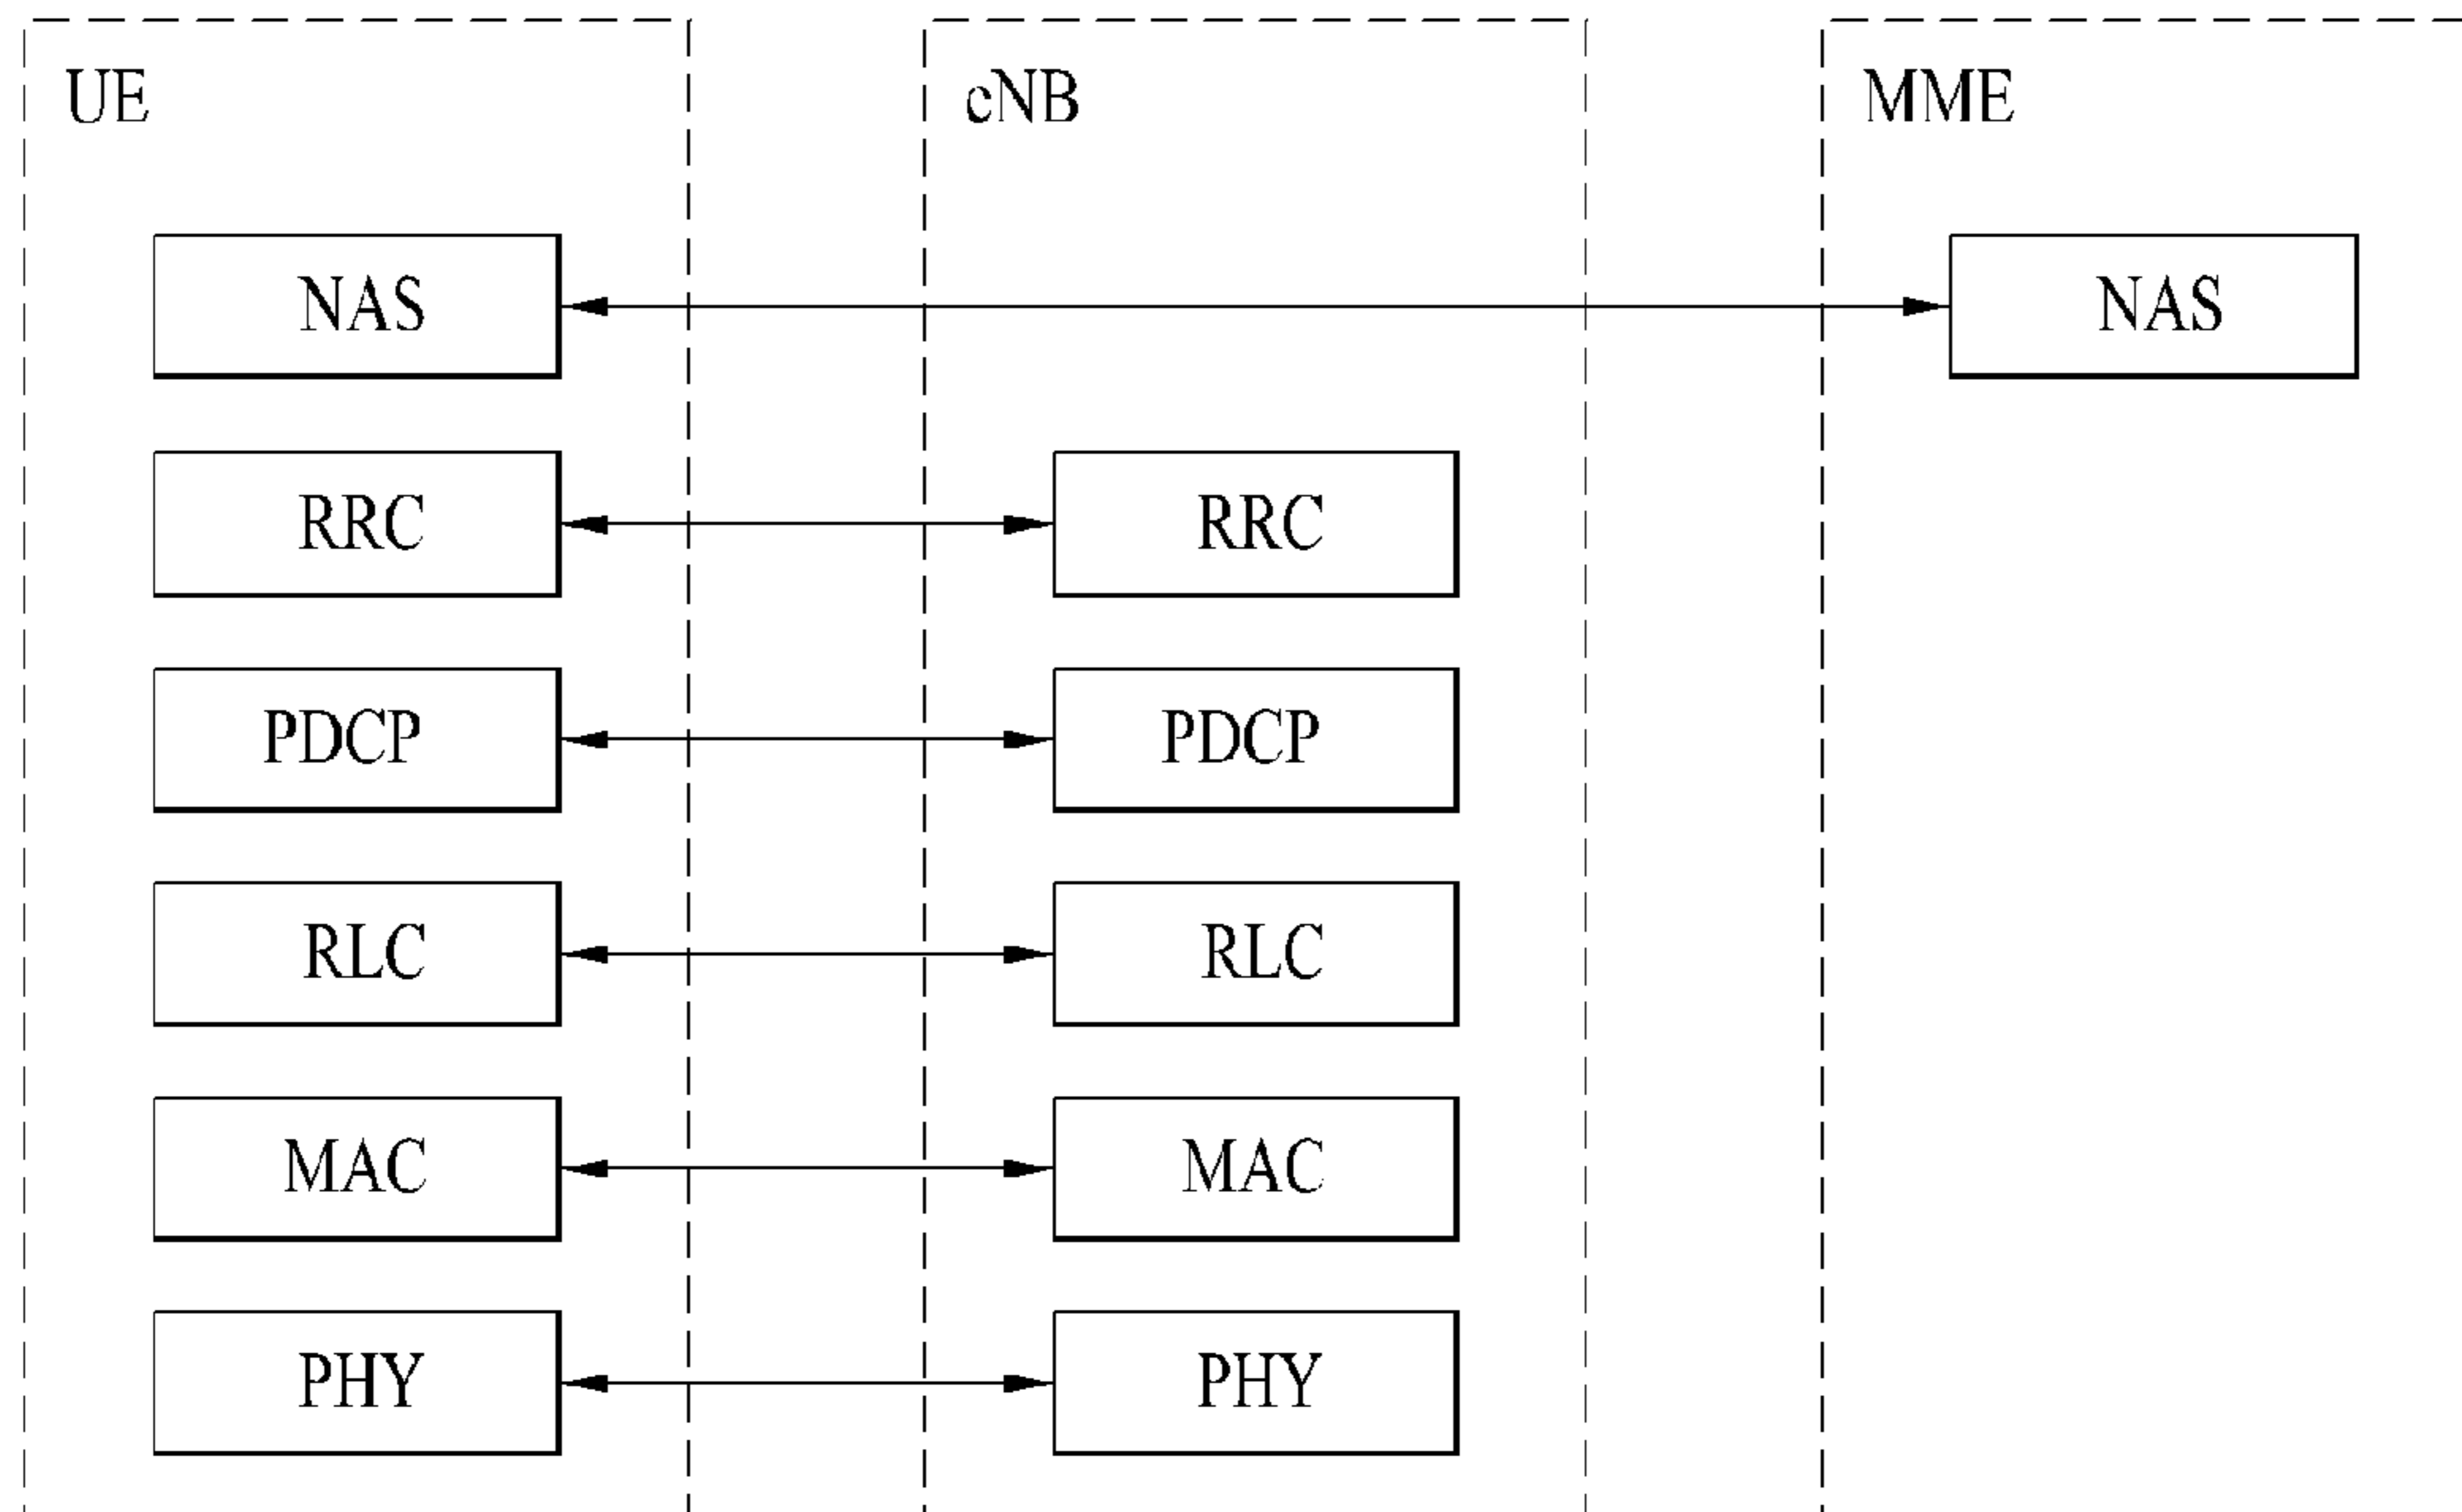 UE
eNB
MME
NAS
NAS
RRC
RRC
PDCP
PDCP
RLC
RLC
MAC
MAC
PHY
PHY